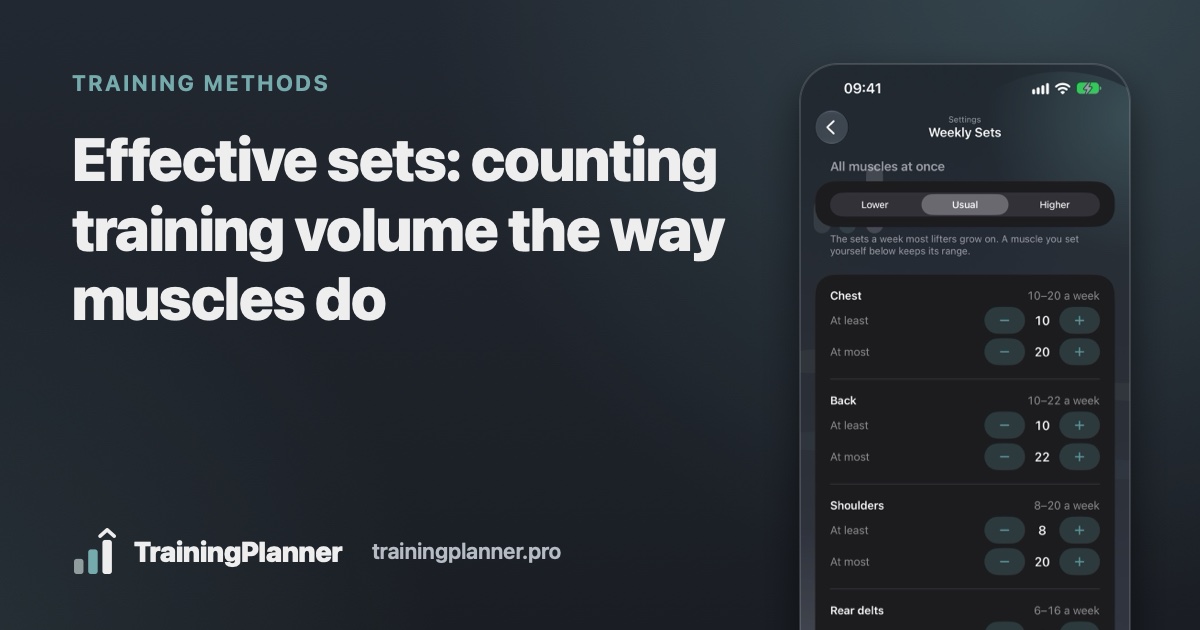 TRAINING METHODS
Effective sets: counting
training volume the way
muscles do
TrainingPlanner
trainingplanner.pro
09:41
Settings
Weekly Sets
All muscles at once
Lower Usual Higher
The sets a week most lifters grow on. A muscle you set
yourself below keeps its range.
Chest 10–20 a week
At least − 10 +
At most − 20 +
Back 10–22 a week
At least − 10 +
At most − 22 +
Shoulders 8–20 a week
At least − 8 +
At most − 20 +
Rear delts 6–16 a week